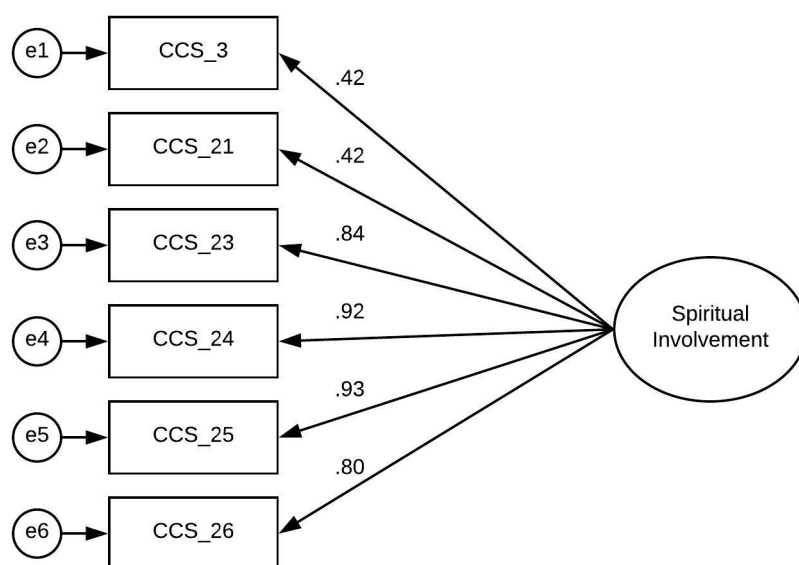 e1
CCS_3
.42
e2
CCS_21
.42
e3
CCS_23
.84
e4
CCS_24
.92
Spiritual
Involvement
e5
CCS_25
.93
e6
CCS_26
.80